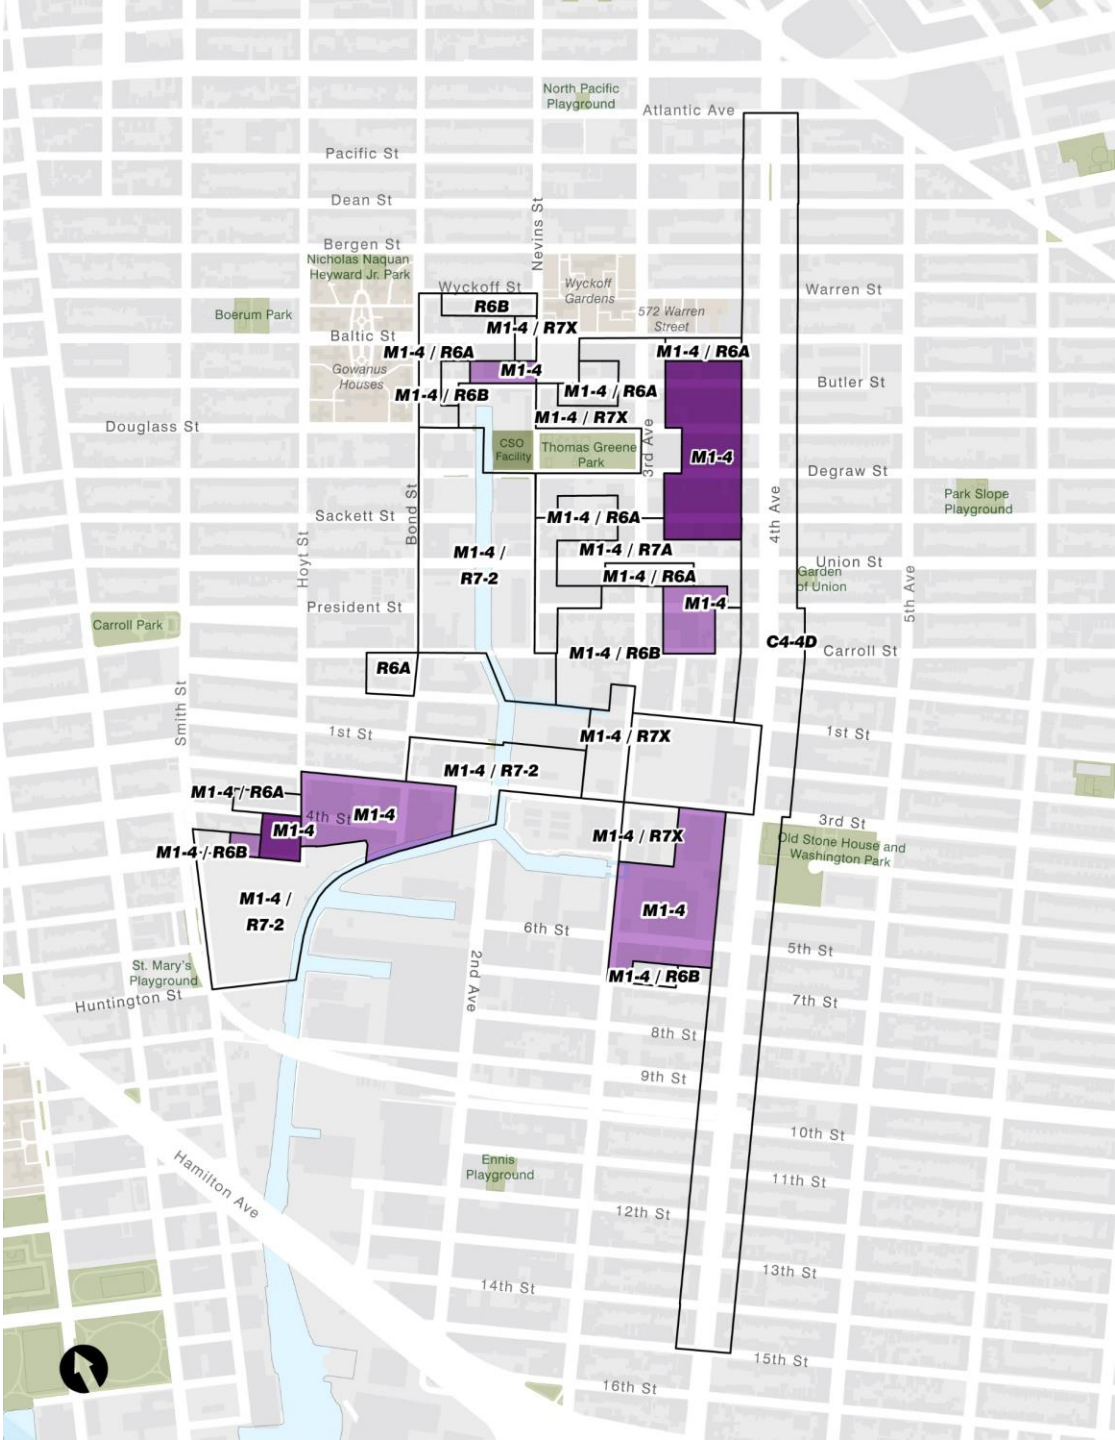 North Pacific
Playground
Atlantic Ave
Pacific St
Dean St
Nevins St
Bergen St
Nicholas Naquan
Heyward Jr. Park
Wyckoff St
Wyckoff
Gardens
Warren St
R6B
Boerum Park
572 Warren
Street
M1-4 / R7X
Baltic St
M1-4 / R6A
M1-4 / R6A
Gowanus
Houses
M1-4
Butler St
M1-4 / R6B
M1-4 / R6A
M1-4 / R7X
Douglass St
3rd Ave
CSO
Facility
Thomas Greene
Park
M1-4
Degraw St
Park Slope
Playground
Bond St
4th Ave
Sackett St
M1-4 / R6A
Hoyt St
M1-4 /
R7-2
M1-4 / R7A
Union St
Garden
of Union
M1-4 / R6A
5th Ave
President St
M1-4
Carroll Park
C4-4D
M1-4 / R6B
Carroll St
R6A
Smith St
1st St
M1-4 / R7X
1st St
M1-4 / R7-2
M1-4 / R6A
4th St
M1-4
M1-4
3rd St
M1-4 / R7X
Old Stone House and
Washington Park
M1-4 / R6B
M1-4 /
R7-2
M1-4
6th St
5th St
St. Mary's
Playground
2nd Ave
M1-4 / R6B
Huntington St
7th St
8th St
9th St
10th St
Ennis
Playground
11th St
Hamilton Ave
12th St
13th St
14th St
15th St
16th St